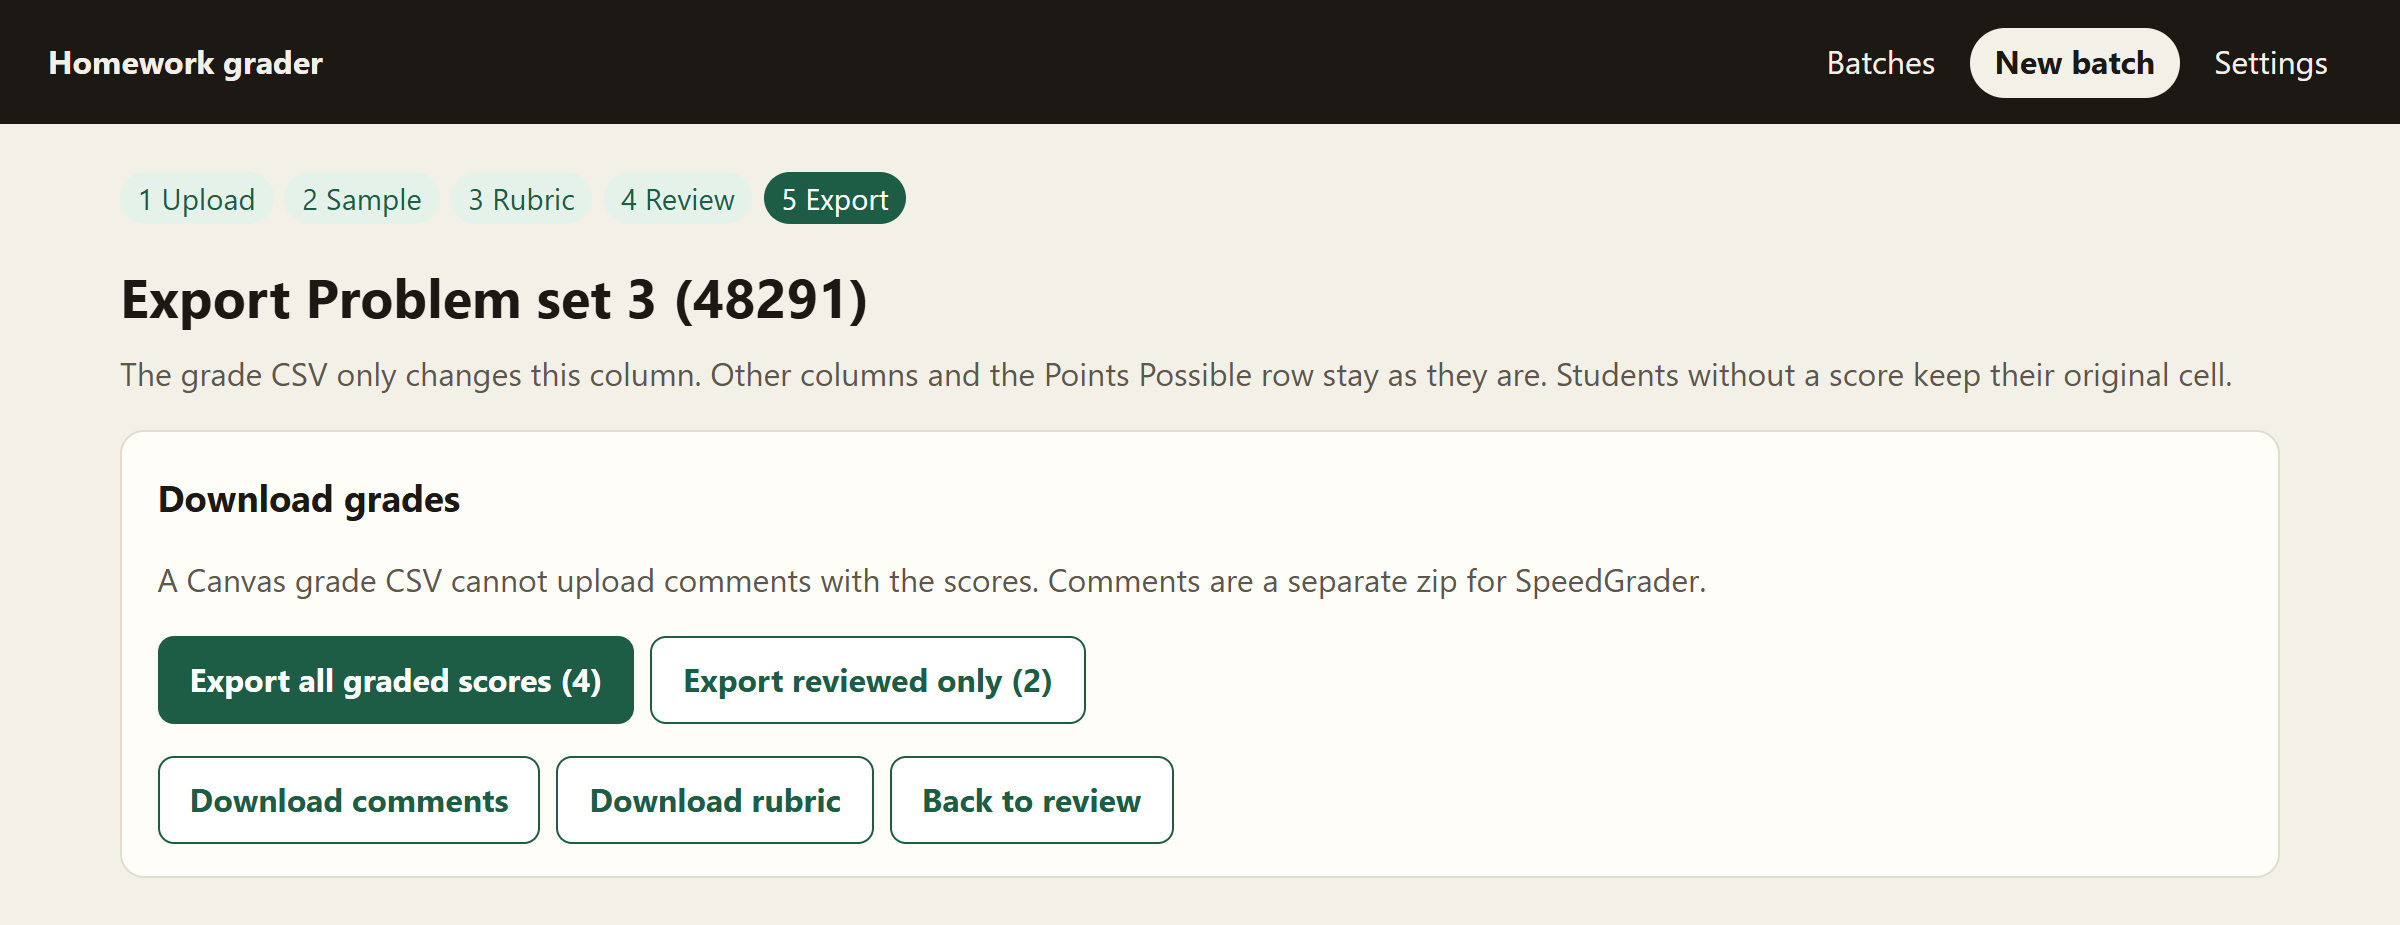 Homework grader
Batches
New batch
Settings
1 Upload
2 Sample
3 Rubric
4 Review
5 Export
Export Problem set 3 (48291)
The grade CSV only changes this column. Other columns and the Points Possible row stay as they are. Students without a score keep their original cell.
Download grades
A Canvas grade CSV cannot upload comments with the scores. Comments are a separate zip for SpeedGrader.
Export all graded scores (4)
Export reviewed only (2)
Download comments
Download rubric
Back to review